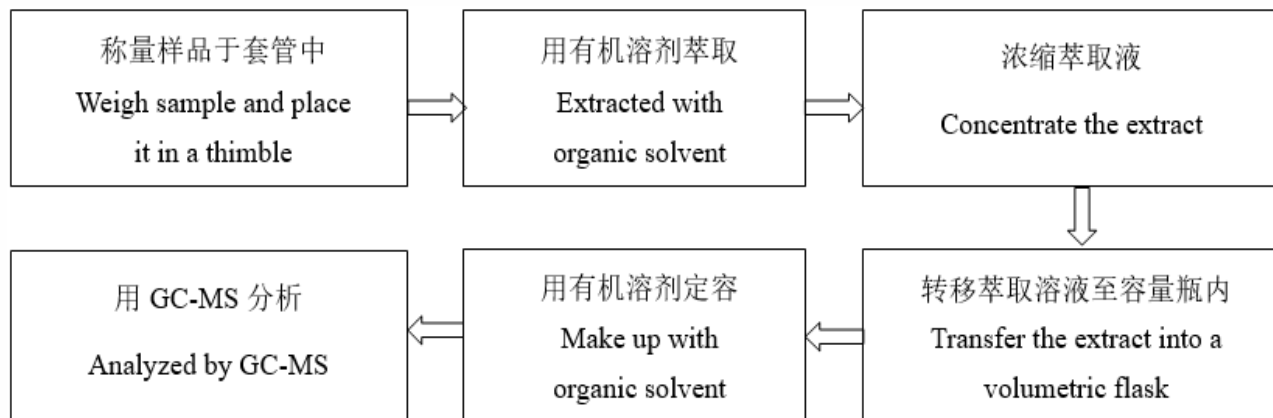 称量样品于套管中
Weigh sample and place
it in a thimble
用有机溶剂萃取
Extracted with
organic solvent
浓缩萃取液
Concentrate the extract
转移萃取溶液至容量瓶内
Transfer the extract into a
volumetric flask
用有机溶剂定容
Make up with
organic solvent
用 GC-MS 分析
Analyzed by GC-MS